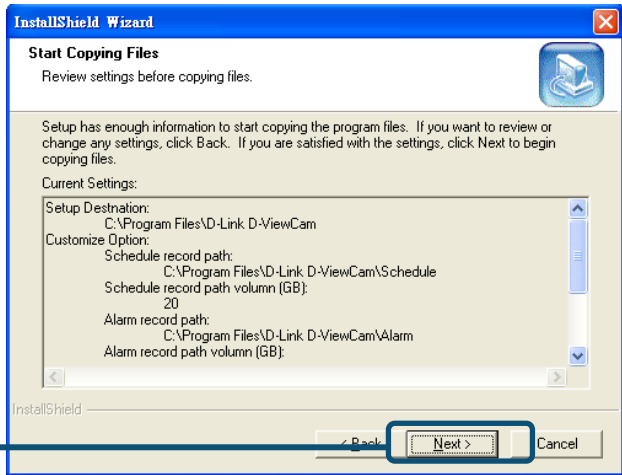 InstallShield Wizard
Start Copying Files
Review settings before copying files.
Setup has enough information to start copying the program files. If you want to review or
change any settings, click Back. If you are satisfied with the settings, click Next to begin
copying files.
Current Settings:
Setup Destnation:
C:\Program Files\D-Link D-ViewCam
Customize Option:
Schedule record path:
C:\Program Files\D-Link D-ViewCam\Schedule
Schedule record path volumn (GB):
20
Alarm record path:
C:\Program Files\D-Link D-ViewCam\Alarm
Alarm record path volumn (GB):
InstallShield
< Back Next > Cancel